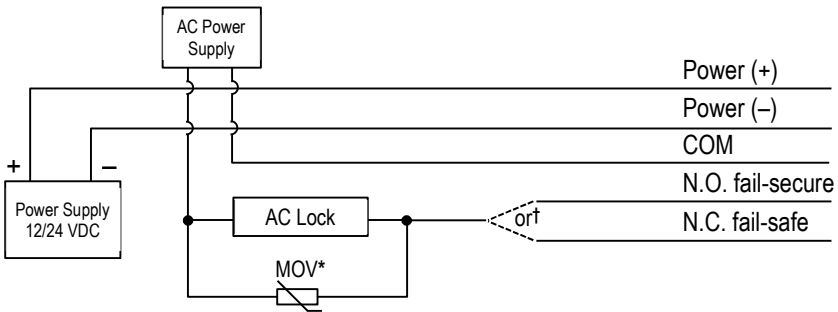 AC Power
Supply
Power (+)
Power (–)
COM
+
–
N.O. fail-secure
Power Supply
12/24 VDC
AC Lock
or†
N.C. fail-safe
MOV*